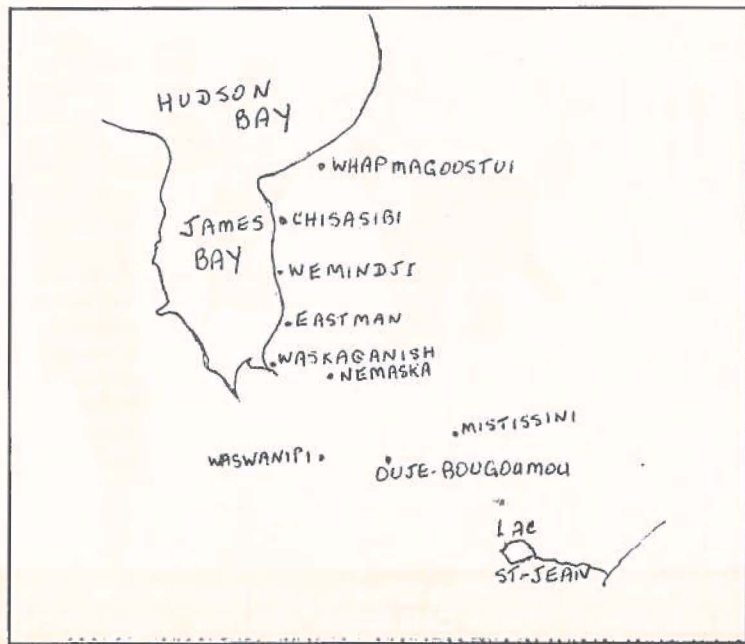 HUDSON
BAY
WHAPMAGOOSTUI
JAMES
BAY
CHISASIBI
WEMINDJI
EASTMAN
WASKAGANISH
NEMASKA
MISTISSINI
WASWANIPI
OUJE-BOUGOUMOU
LAC
ST-JEAN